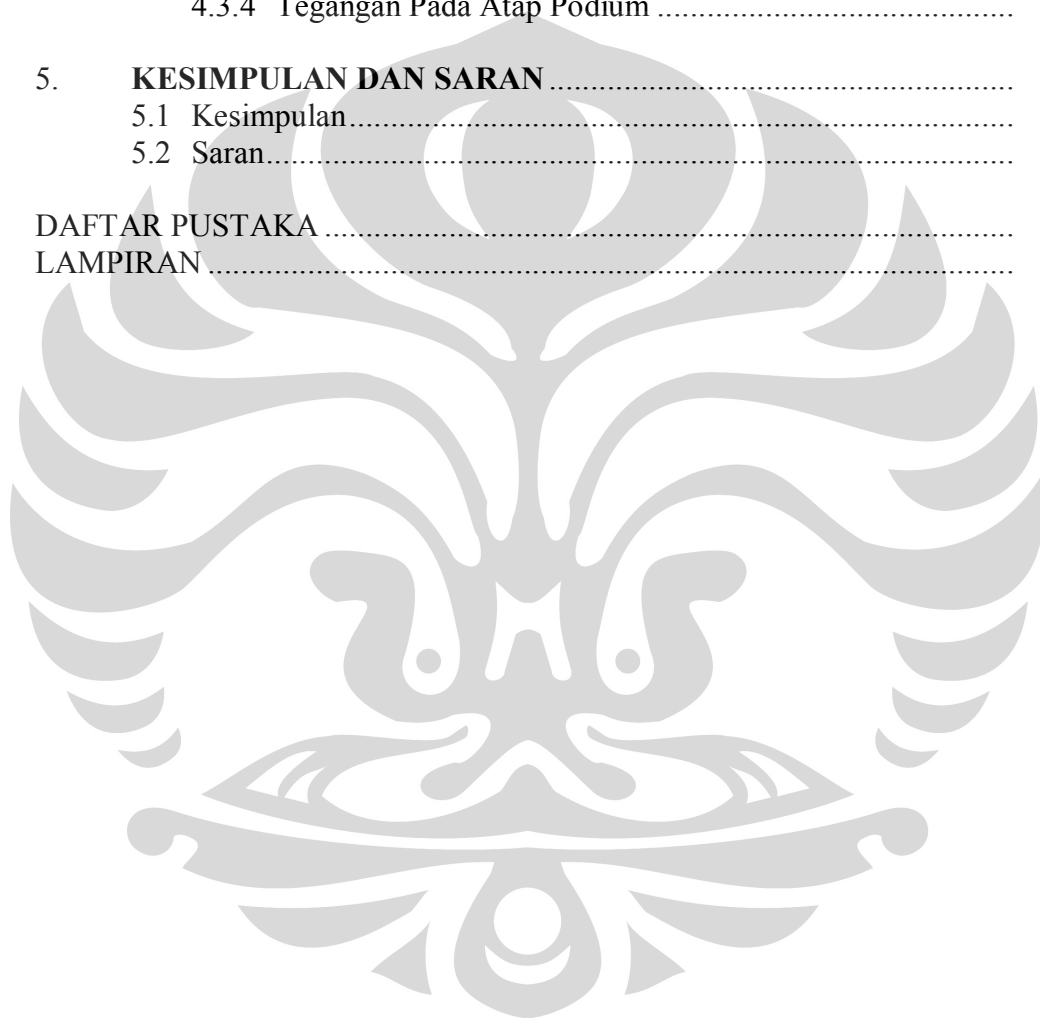 4.3.4 Tegangan Pada Atap Podium ...........................................
5. KESIMPULAN DAN SARAN ........................................................
5.1 Kesimpulan................................................................................
5.2 Saran..........................................................................................
DAFTAR PUSTAKA ...................................................................................
LAMPIRAN.................................................................................................